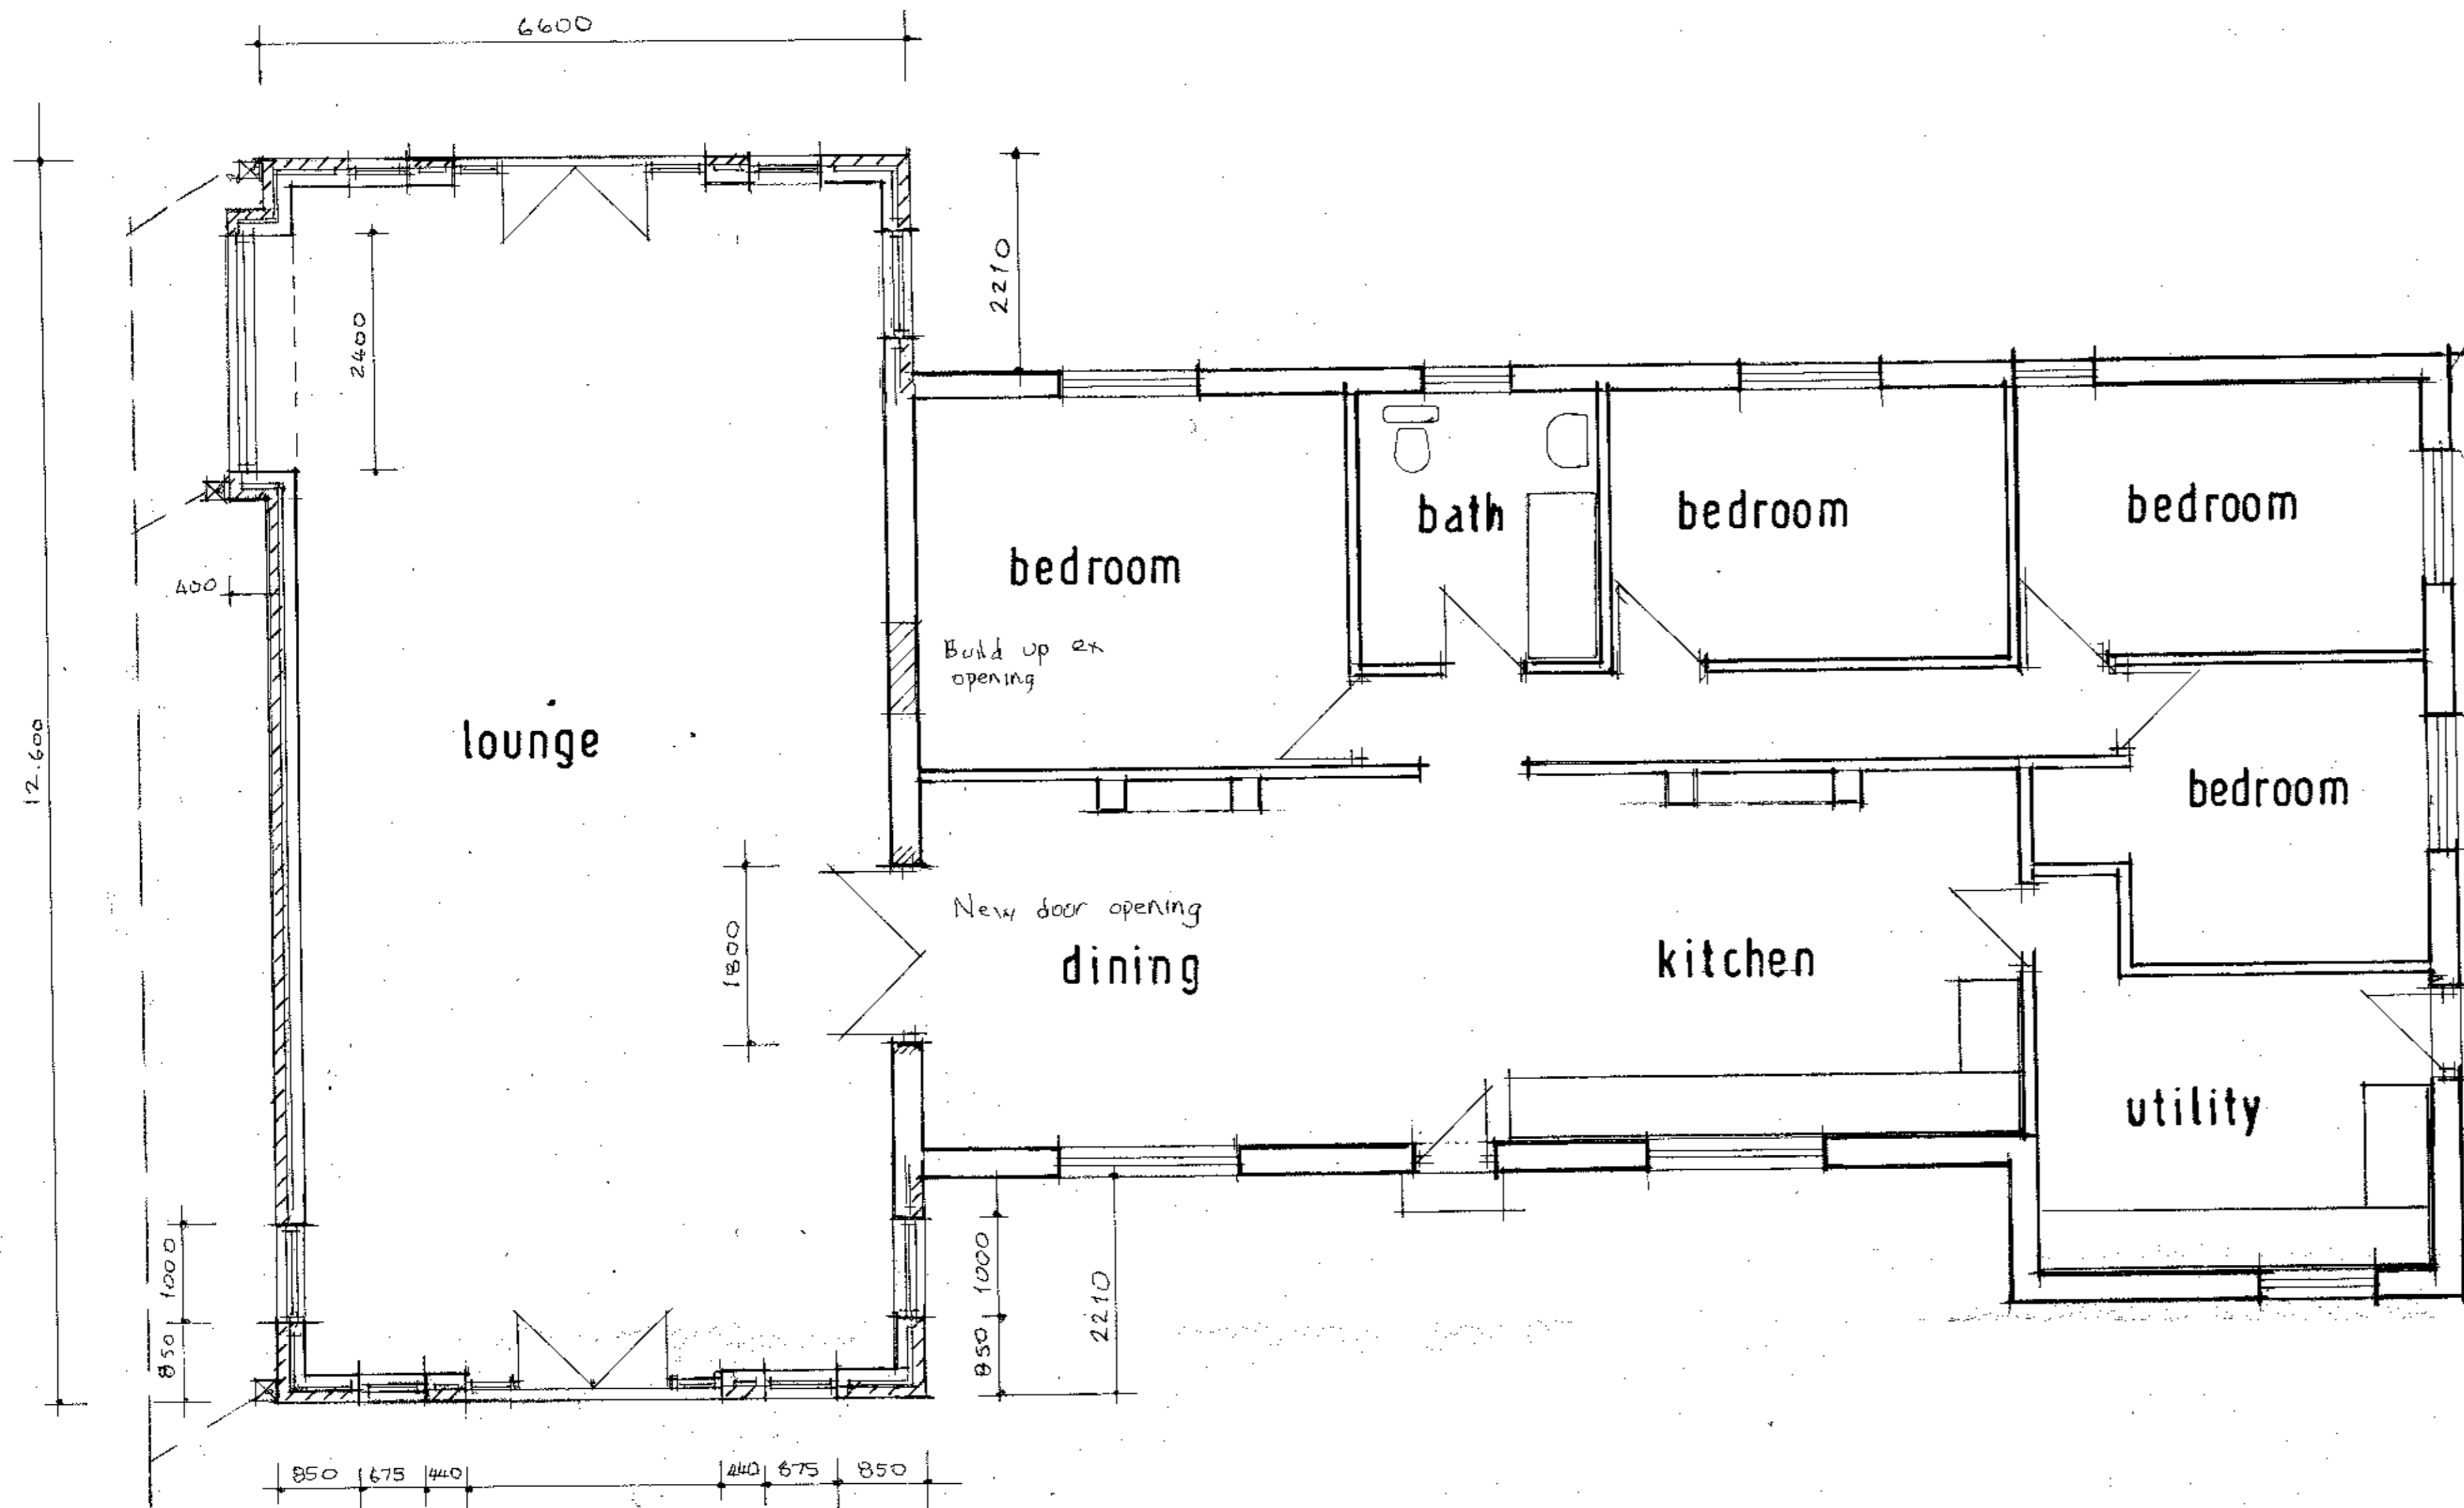 6600
2210
2400
bath
bedroom
bedroom
bedroom
400
Build up ex
opening
lounge
12.600
bedroom
New door opening
1800
dining
kitchen
utility
1000
850
1000
850
2210
850
675
440
440
675
850